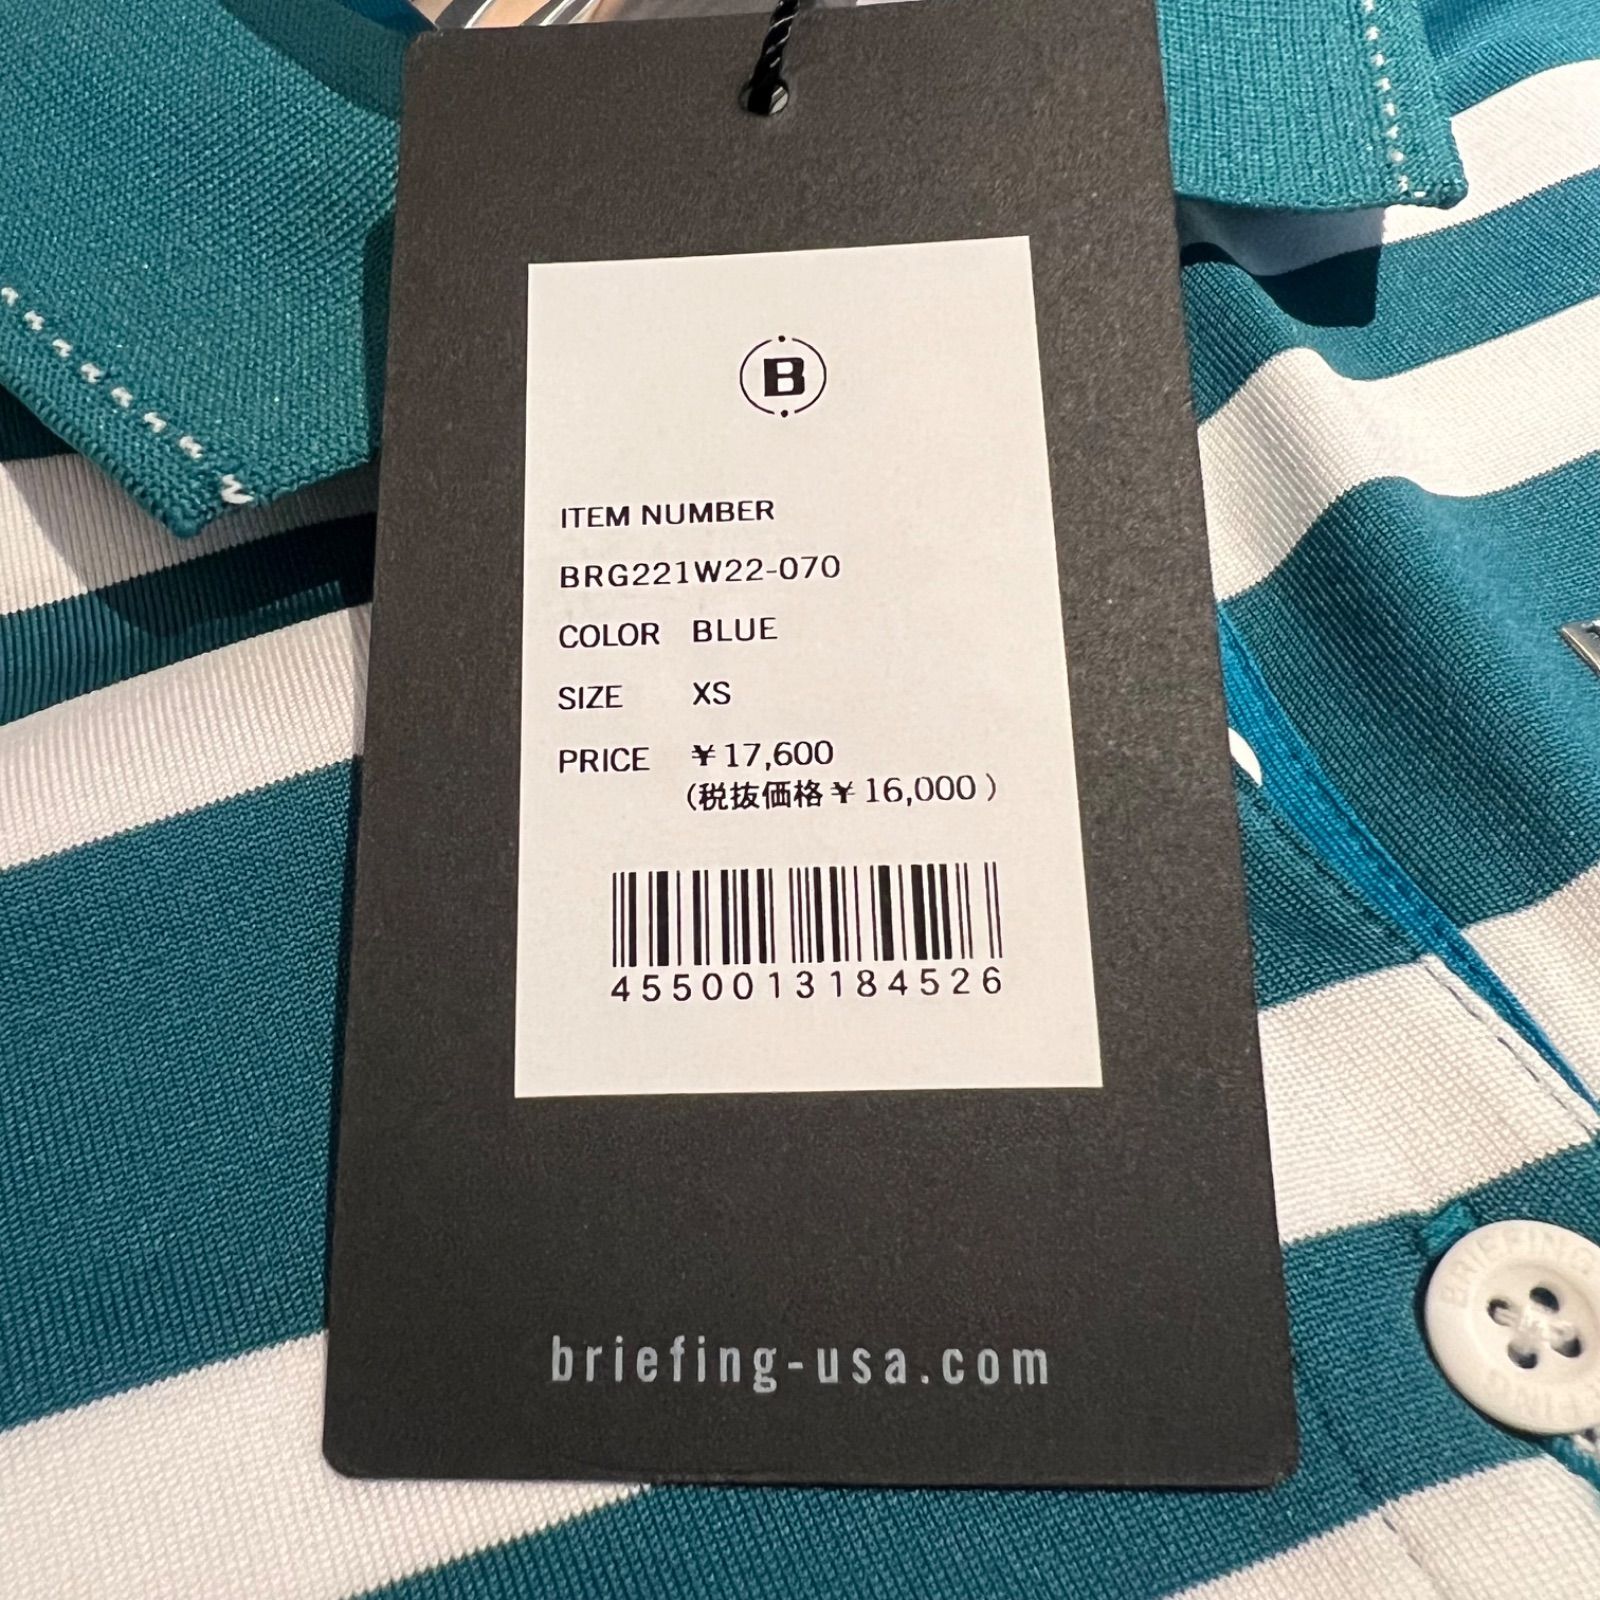 B
ITEM NUMBER
BRG221W22-070
COLOR BLUE
SIZE XS
PRICE ¥17,600
(税抜価格¥16,000)
4550013184526
briefing-usa.com
BRIEFING